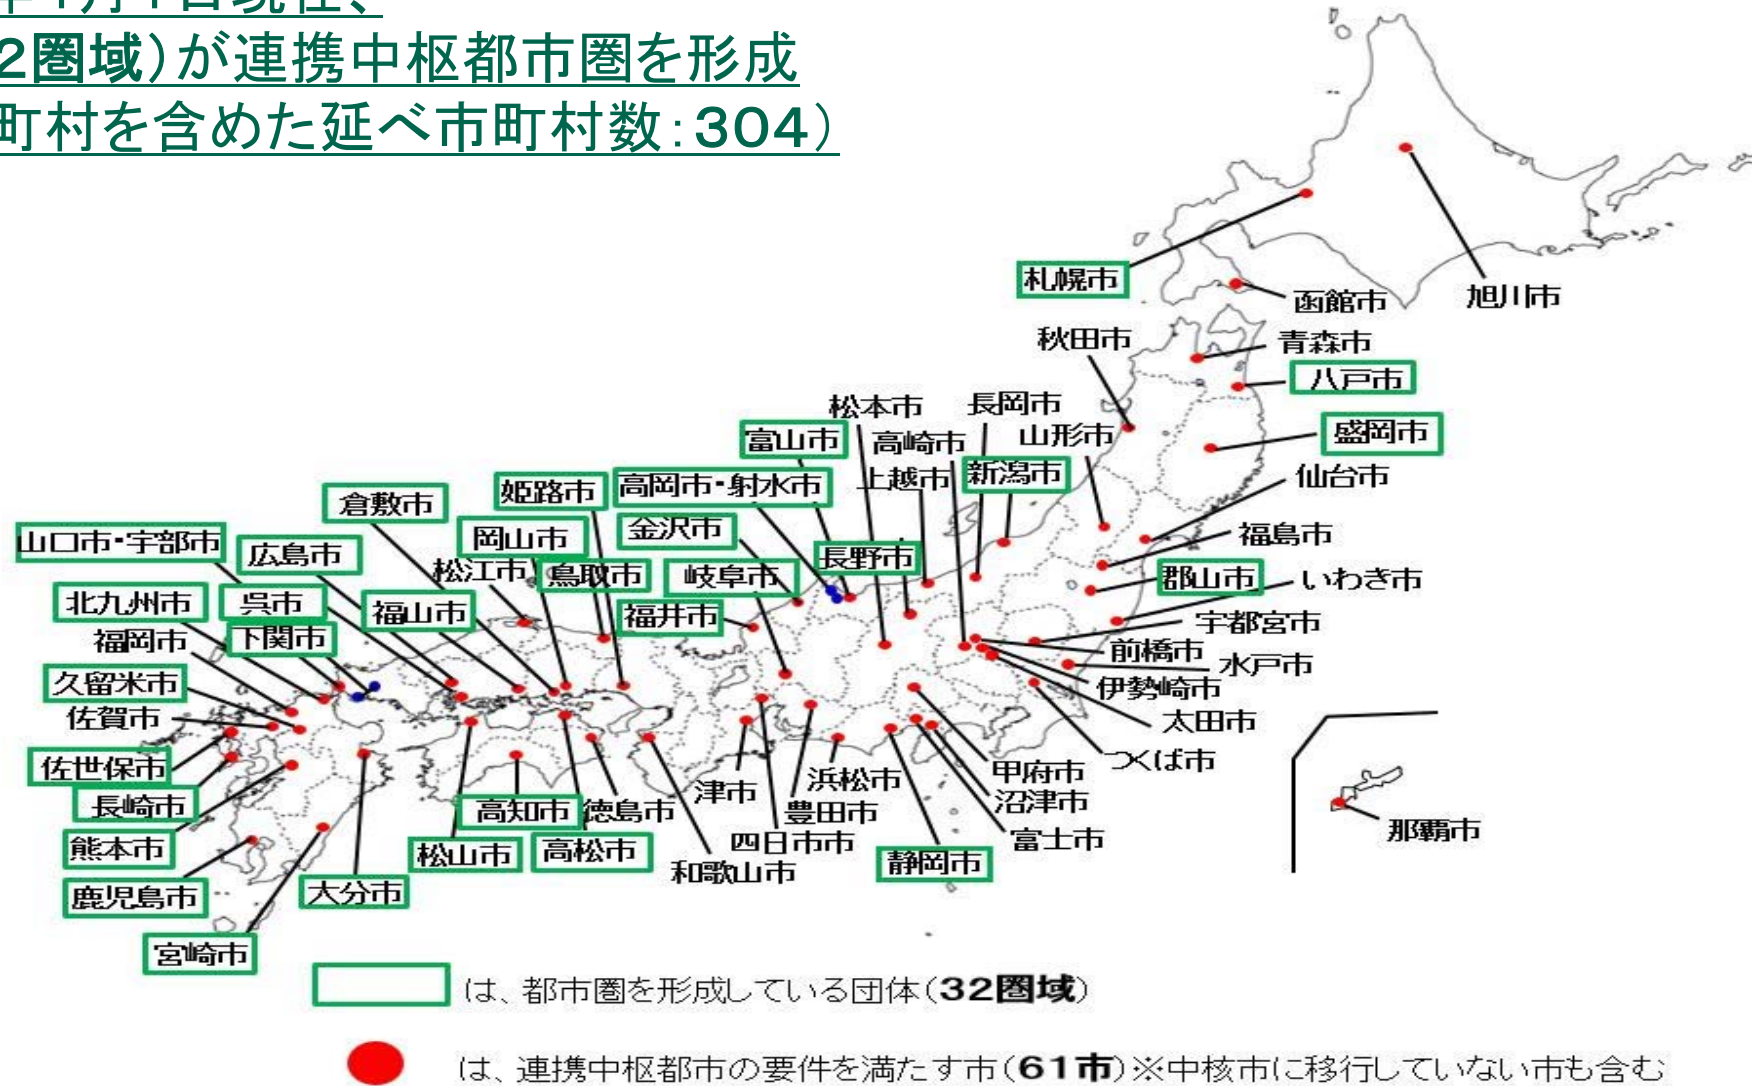 年4月1日現在、
2圏域)が連携中枢都市圏を形成
町村を含めた延べ市町村数:304)
札幌市
函館市
旭川市
秋田市
青森市
八戸市
松本市
長岡市
富山市
高崎市
山形市
盛岡市
上越市
新潟市
仙台市
倉敷市
姫路市
高岡市・射水市
山口市・宇部市
広島市
岡山市
金沢市
長野市
福島市
松江市
鳥取市
岐阜市
郡山市
いわき市
北九州市
呉市
福山市
福井市
宇都宮市
福岡市
下関市
前橋市
水戸市
久留米市
伊勢崎市
佐賀市
太田市
佐世保市
つくば市
長崎市
高知市
徳島市
津市
浜松市
甲府市
豊田市
沼津市
那覇市
熊本市
松山市
高松市
四日市市
富士市
和歌山市
静岡市
鹿児島市
大分市
宮崎市
は、都市圏を形成している団体(32圏域)
は、連携中枢都市の要件を満たす市(61市)※中核市に移行していない市も含む